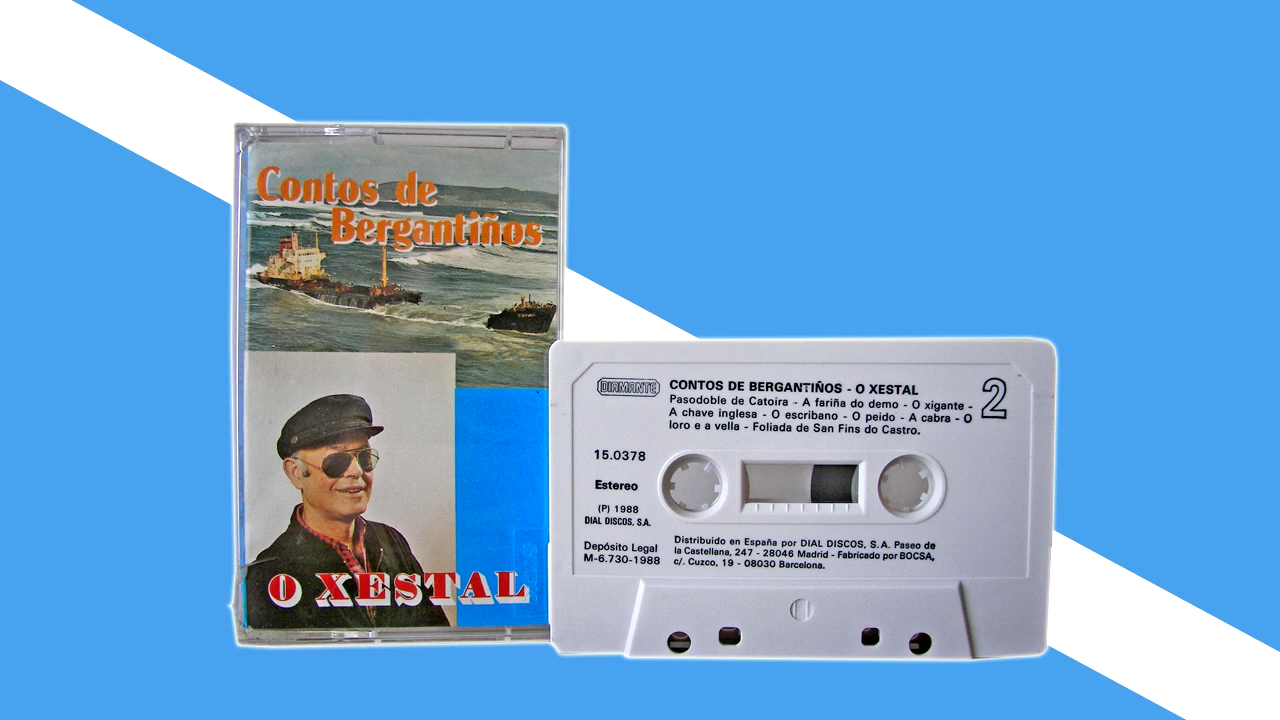 Contos de
Bergantiños
O XESTAL
DIAMANTE
CONTOS DE BERGANTIÑOS - O XESTAL
2
Pasodoble de Catoira - A fariña do demo - O xigante -
A chave inglesa - O escribano - O peido - A cabra - O
loro e a vella - Foliada de San Fins do Castro.
15.0378
Estereo
(P) 1988
DIAL DISCOS, S.A.
Depósito Legal
M-6.730-1988
Distribuido en España por DIAL DISCOS, S.A. Paseo de
la Castellana, 247 - 28046 Madrid - Fabricado por BOCSA,
c/. Cuzco, 19 - 08030 Barcelona.